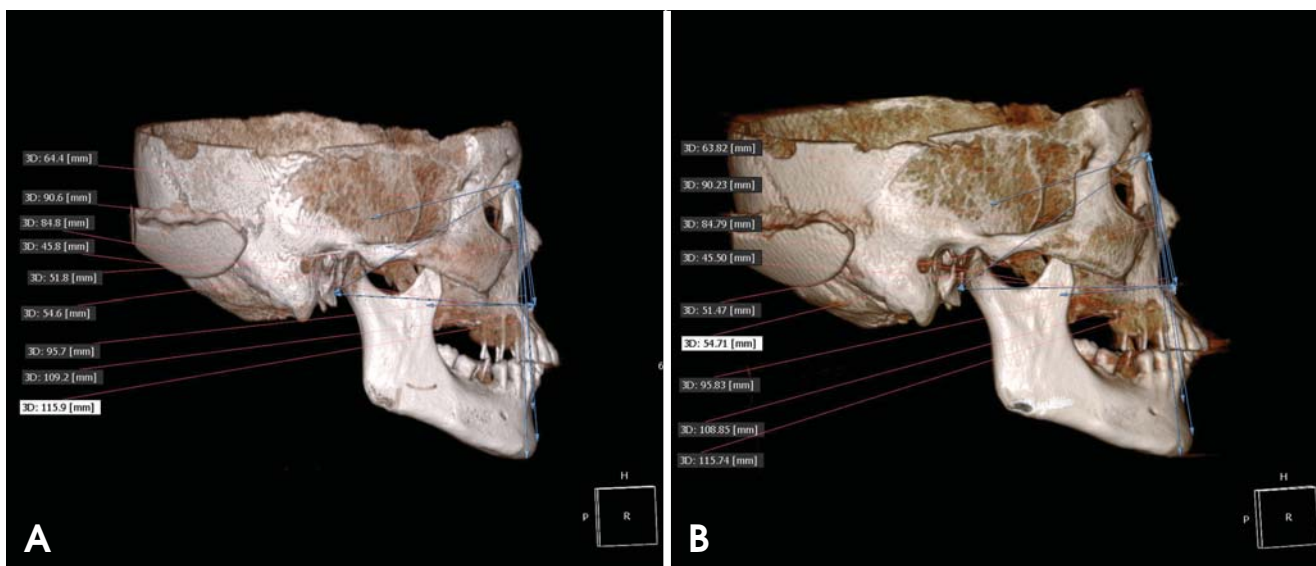 3D: 64.4 [mm]
3D: 90.6 [mm]
3D: 84.8 [mm]
3D: 45.8 [mm]
3D: 51.8 [mm]
3D: 54.6 [mm]
3D: 95.7 [mm]
3D: 109.2 [mm]
3D: 115.9 [mm]
6
H
P
R
A
3D: 63.82 [mm]
3D: 90.23 [mm]
3D: 84.79 [mm]
3D: 45.50 [mm]
3D: 51.47 [mm]
3D: 54.71 [mm]
3D: 95.83 [mm]
3D: 108.85 [mm]
3D: 115.74 [mm]
H
P
R
B